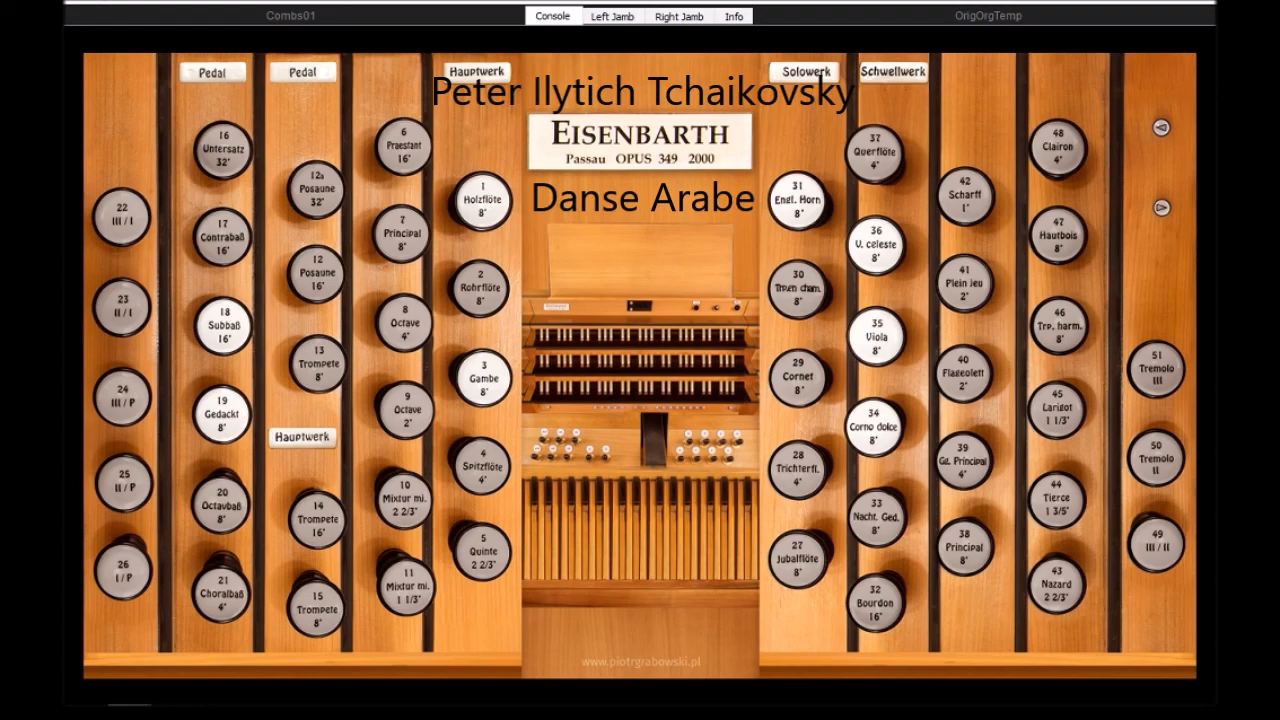 Combs01
Console
Left Jamb
Right Jamb
Info
OrigOrgTemp
Pedal
Pedal
Hauptwerk
Solowerk
Schwellwerk
Peter Ilytich Tchaikovsky
EISENBARTH
Passau OPUS 349 2000
Danse Arabe
22
III / I
23
II / I
24
III / P
25
II / P
26
I / P
16
Untersatz
32'
17
Contrabaß
16'
18
Subbaß
16'
19
Gedackt
8'
20
Octavbaß
8'
21
Choralbaß
4'
12a
Posaune
32'
12
Posaune
16'
13
Trompete
8'
Hauptwerk
14
Trompete
16'
15
Trompete
8'
6
Praestant
16'
7
Principal
8'
8
Octave
4'
9
Octave
2'
10
Mixtur mi.
2 2/3'
11
Mixtur mi.
1 1/3'
1
Holzflöte
8'
2
Rohrflöte
8'
3
Gambe
8'
4
Spitzflöte
4'
5
Quinte
2 2/3'
31
Engl. Horn
8'
30
cham.
8'
29
Cornet
8'
28
Trichterfl.
4'
27
Jubalflöte
8'
37
Querflöte
4'
36
V. celeste
8'
35
Viola
8'
34
Corno dolce
8'
33
Nacht. Ged.
8'
32
Bourdon
16'
42
Scharff
1'
41
Plein jeu
2'
40
Flageolett
2'
39
Gd. Principal
4'
38
Principal
8'
48
Clairon
4'
47
Hautbois
8'
46
Trp. harm.
8'
45
Larigot
1 1/3'
44
Tierce
1 3/5'
43
Nazard
2 2/3'
51
Tremolo
III
50
Tremolo
II
49
III / II
www.piotrgrabowski.pl